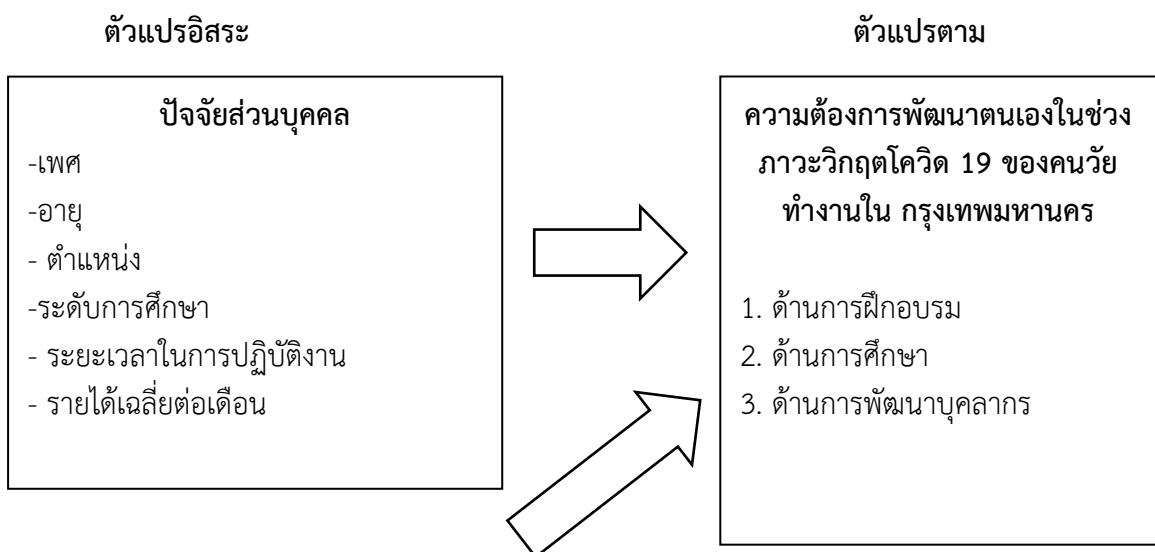 ตัวแปรอิสระ
ตัวแปรตาม
ปัจจัยส่วนบุคคล
-เพศ
-อายุ
- ตำแหน่ง
-ระดับการศึกษา
- ระยะเวลาในการปฏิบัติงาน
- รายได้เฉลี่ยต่อเดือน
ความต้องการพัฒนาตนเองในช่วง
ภาวะวิกฤตโควิด 19 ของคนวัย
ทำงานใน กรุงเทพมหานคร
1. ด้านการฝึกอบรม
2. ด้านการศึกษา
3. ด้านการพัฒนาบุคลากร